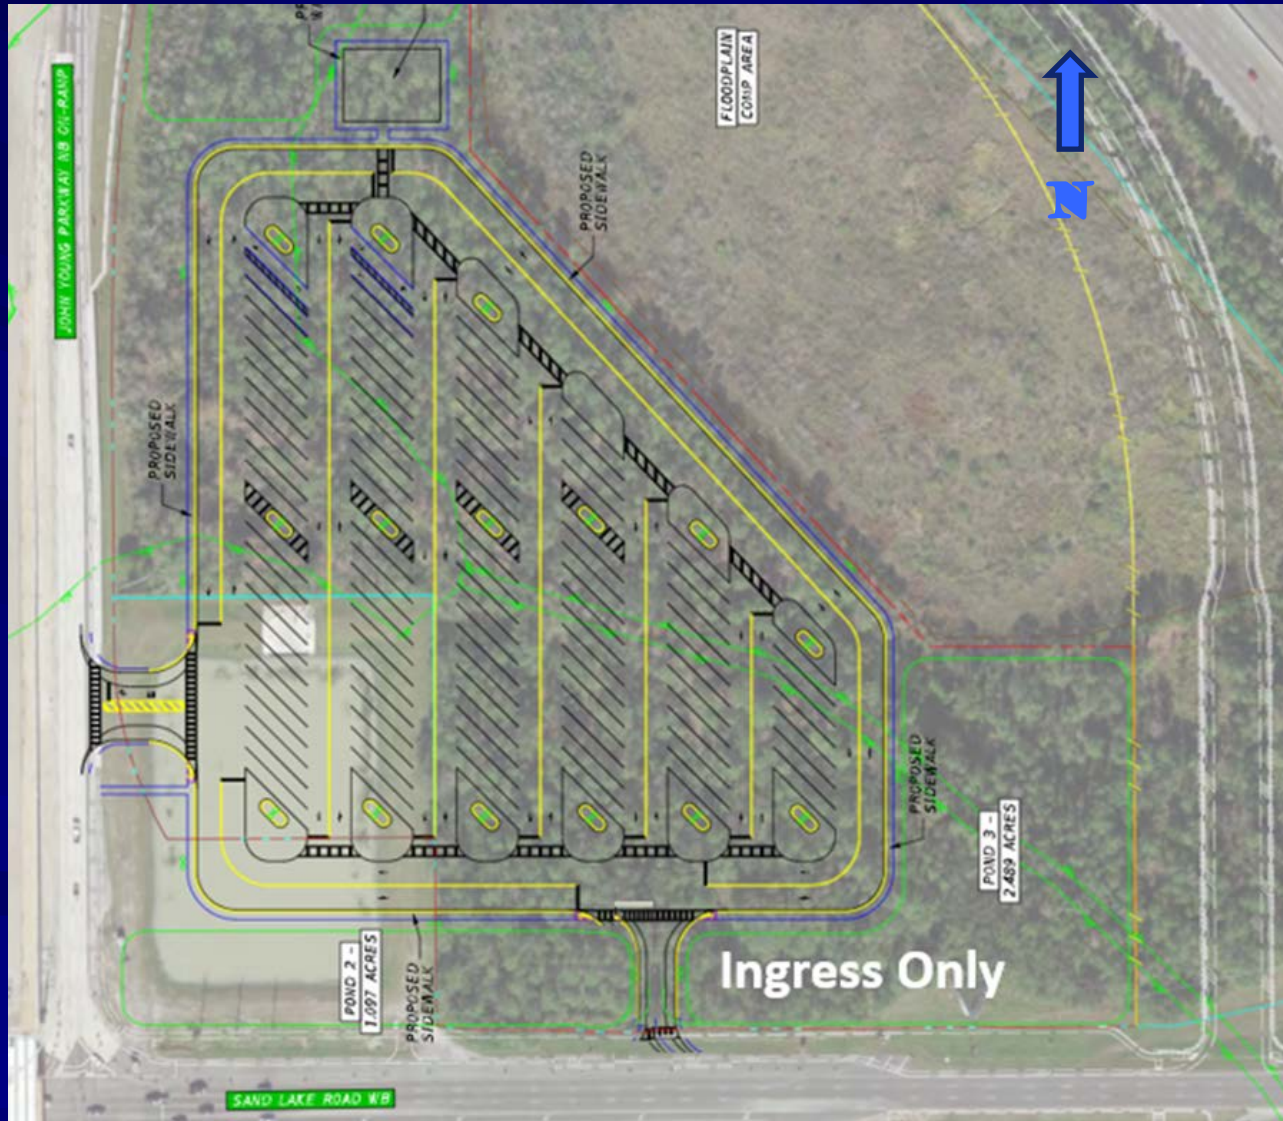 JOHN YOUNG PARKWAY NB ON-RAMP
FLOODPLAIN
COMP AREA
N
PROPOSED
SIDEWALK
PROPOSED
SIDEWALK
PROPOSED
SIDEWALK
POND 3 -
2.489 ACRES
POND 2 -
1.097 ACRES
PROPOSED
SIDEWALK
Ingress Only
SAND LAKE ROAD WB